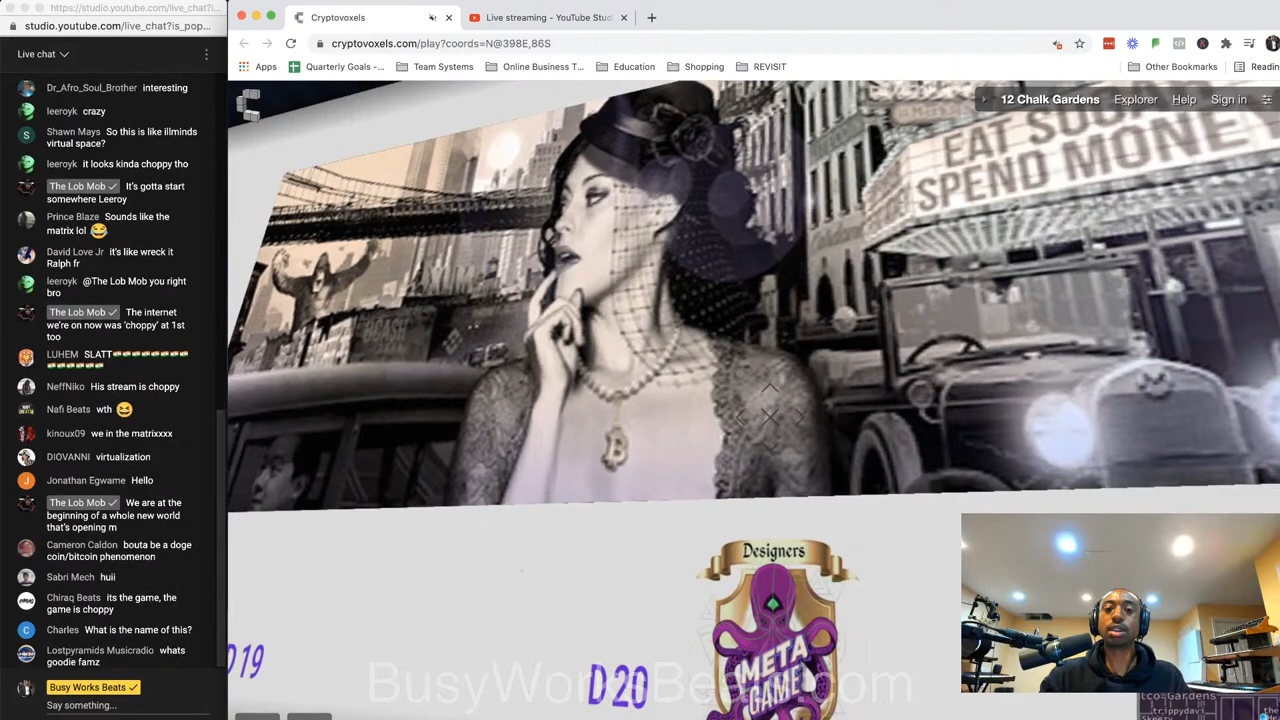 https://studio.youtube.com/live_chat?i
studio.youtube.com/live_chat?is_pop...
Live chat
Dr_Afro_Soul_Brother interesting
leeroyk crazy
Shawn Mays So this is like illminds
virtual space?
leeroyk it looks kinda choppy tho
The Lob Mob It's gotta start
somewhere Leeroy
Prince Blaze Sounds like the
matrix lol
David Love Jr it's like wreck it
Ralph fr
leeroyk @The Lob Mob you right
bro
The Lob Mob The internet
we're on now was 'choppy' at 1st
too
LUHEM SLATT
NeffNiko His stream is choppy
Nafi Beats wth
kinoux09 we in the matrixxxx
D!OVANNI virtualization
Jonathan Egwame Hello
The Lob Mob We are at the
beginning of a whole new world
that's opening m
Cameron Caldon bouta be a doge
coin/bitcoin phenomenon
Sabri Mech huii
Chiraq Beats its the game, the
game is choppy
Charles What is the name of this?
Lostpyramids Musicradio whats
goodie famz
Busy Works Beats
Say something...
Cryptovoxels
Live streaming - YouTube Stud
cryptovoxels.com/play?coords=N@398E,86S
Apps
Quarterly Goals -...
Team Systems
Online Business T...
Education
Shopping
REVISIT
Other Bookmarks
Readin
12 Chalk Gardens
Explorer
Help
Sign in
EAT
SPEND MONE
B
Designers
META
GAME
D19
D20
BusyWorksBeats.com